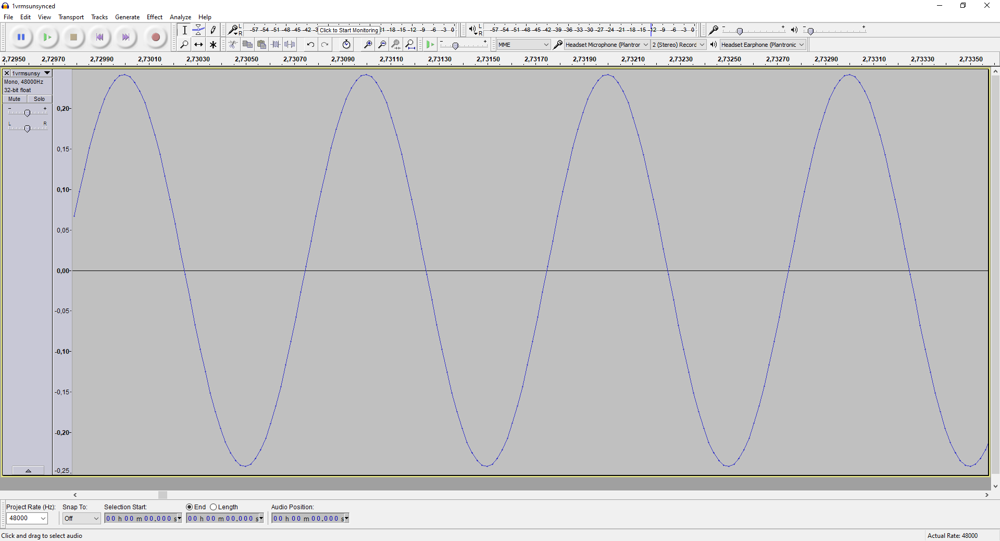 1vrmsunsynced
File Edit View Transport Tracks Generate Effect Analyze Help
L R -57 -54 -51 -48 -45 -42 -3 Click to Start Monitoring 21 -18 -15 -12 -9 -6 -3 0 L R -57 -54 -51 -48 -45 -42 -39 -36 -33 -30 -27 -24 -21 -18 -15 -12 -9 -6 -3 0 - + - +
- + MME Headset Microphone (Plantror 2 (Stereo) Record Headset Earphone (Plantronic
2,72950 2,72970 2,72990 2,73010 2,73030 2,73050 2,73070 2,73090 2,73110 2,73130 2,73150 2,73170 2,73190 2,73210 2,73230 2,73250 2,73270 2,73290 2,73310 2,73330 2,73350
X 1vrmsunsy
Mono, 48000Hz
32-bit float
Mute Solo
- +
L R
0,20
0,15
0,10
0,05
0,00
-0,05
-0,10
-0,15
-0,20
-0,25
Project Rate (Hz): Snap To: Selection Start: End Length Audio Position:
48000 Off 00 h 00 m 00.000 s 00 h 00 m 00.000 s 00 h 00 m 00.000 s
Click and drag to select audio Actual Rate: 48000